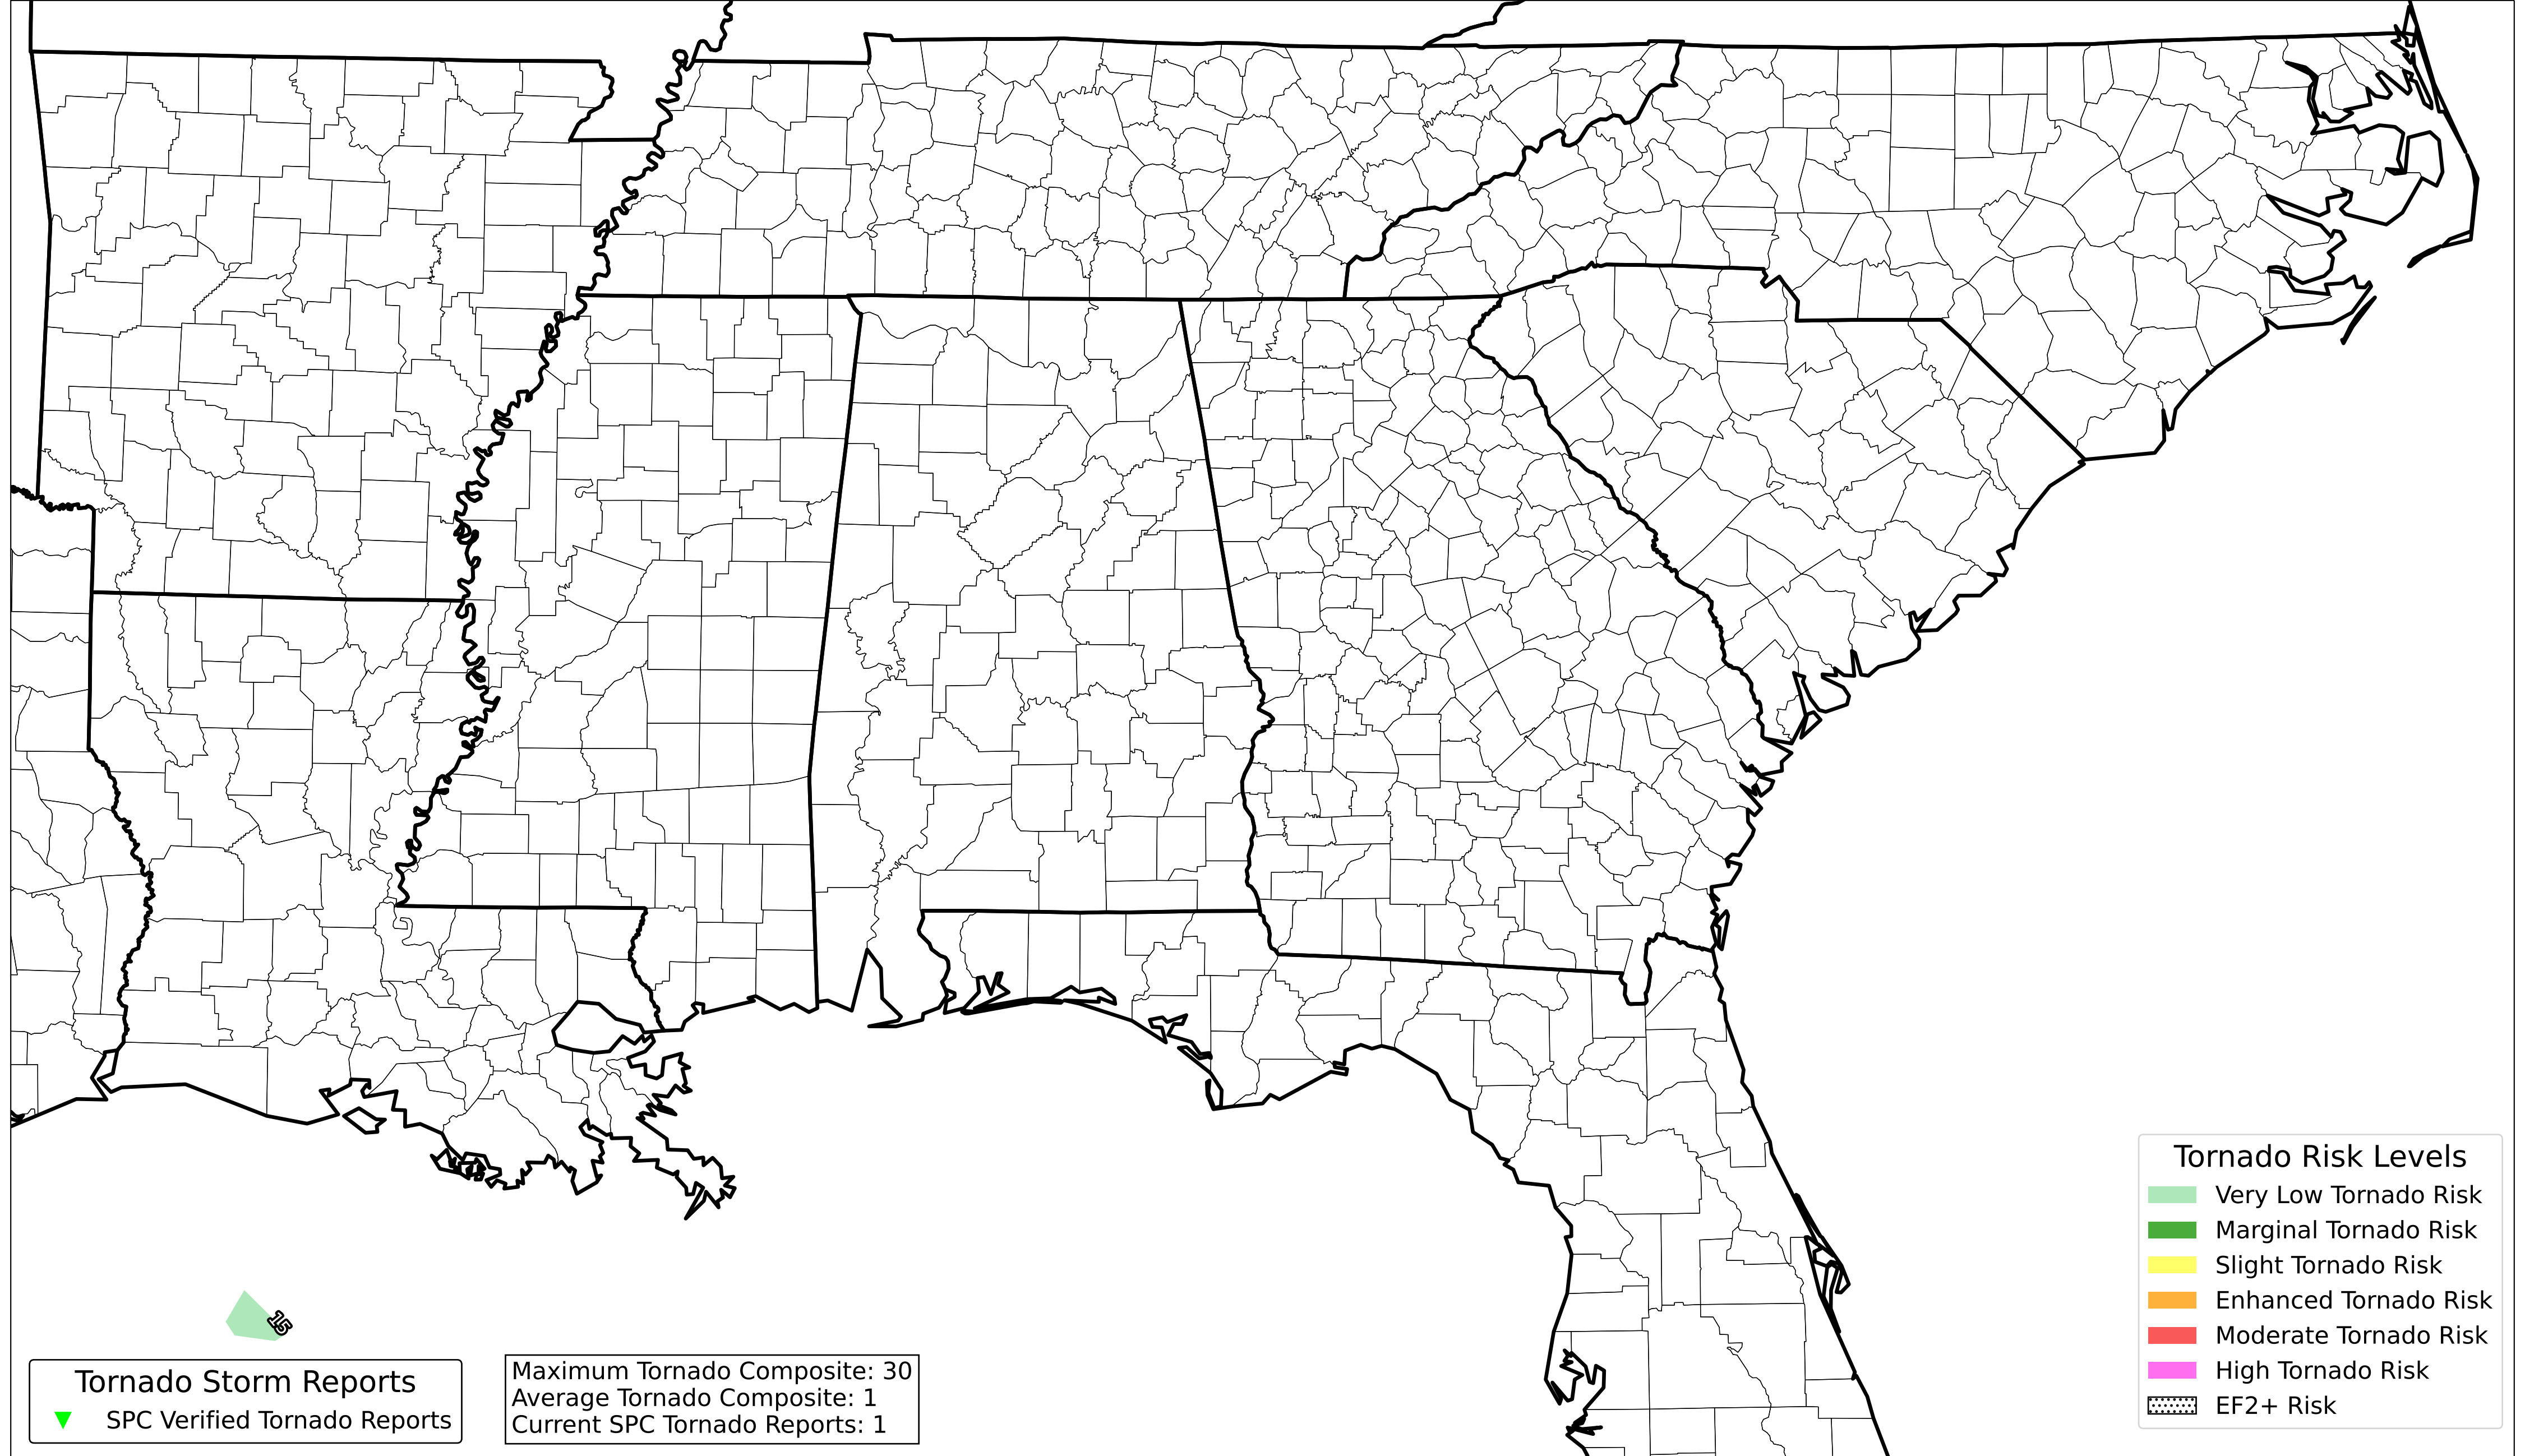 15
Tornado Storm Reports
SPC Verified Tornado Reports
Maximum Tornado Composite: 30
Average Tornado Composite: 1
Current SPC Tornado Reports: 1
Tornado Risk Levels
Very Low Tornado Risk
Marginal Tornado Risk
Slight Tornado Risk
Enhanced Tornado Risk
Moderate Tornado Risk
High Tornado Risk
EF2+ Risk